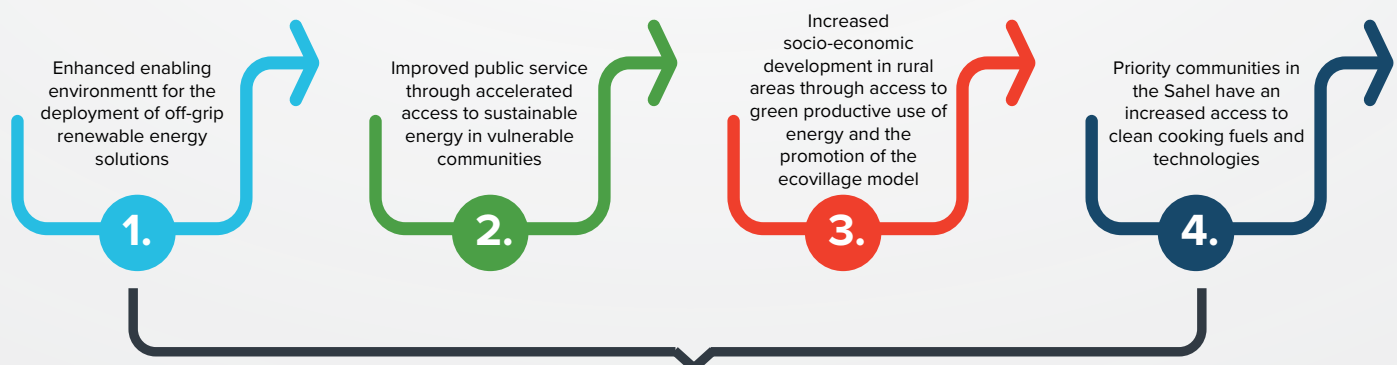 Enhanced enabling
environmentt for the
deployment of off-grip
renewable energy
solutions
1.
Improved public service
through accelerated
access to sustainable
energy in vulnerable
communities
2.
Increased
socio-economic
development in rural
areas through access to
green productive use of
energy and the
promotion of the
ecovillage model
3.
Priority communities in
the Sahel have an
increased access to
clean cooking fuels and
technologies
4.